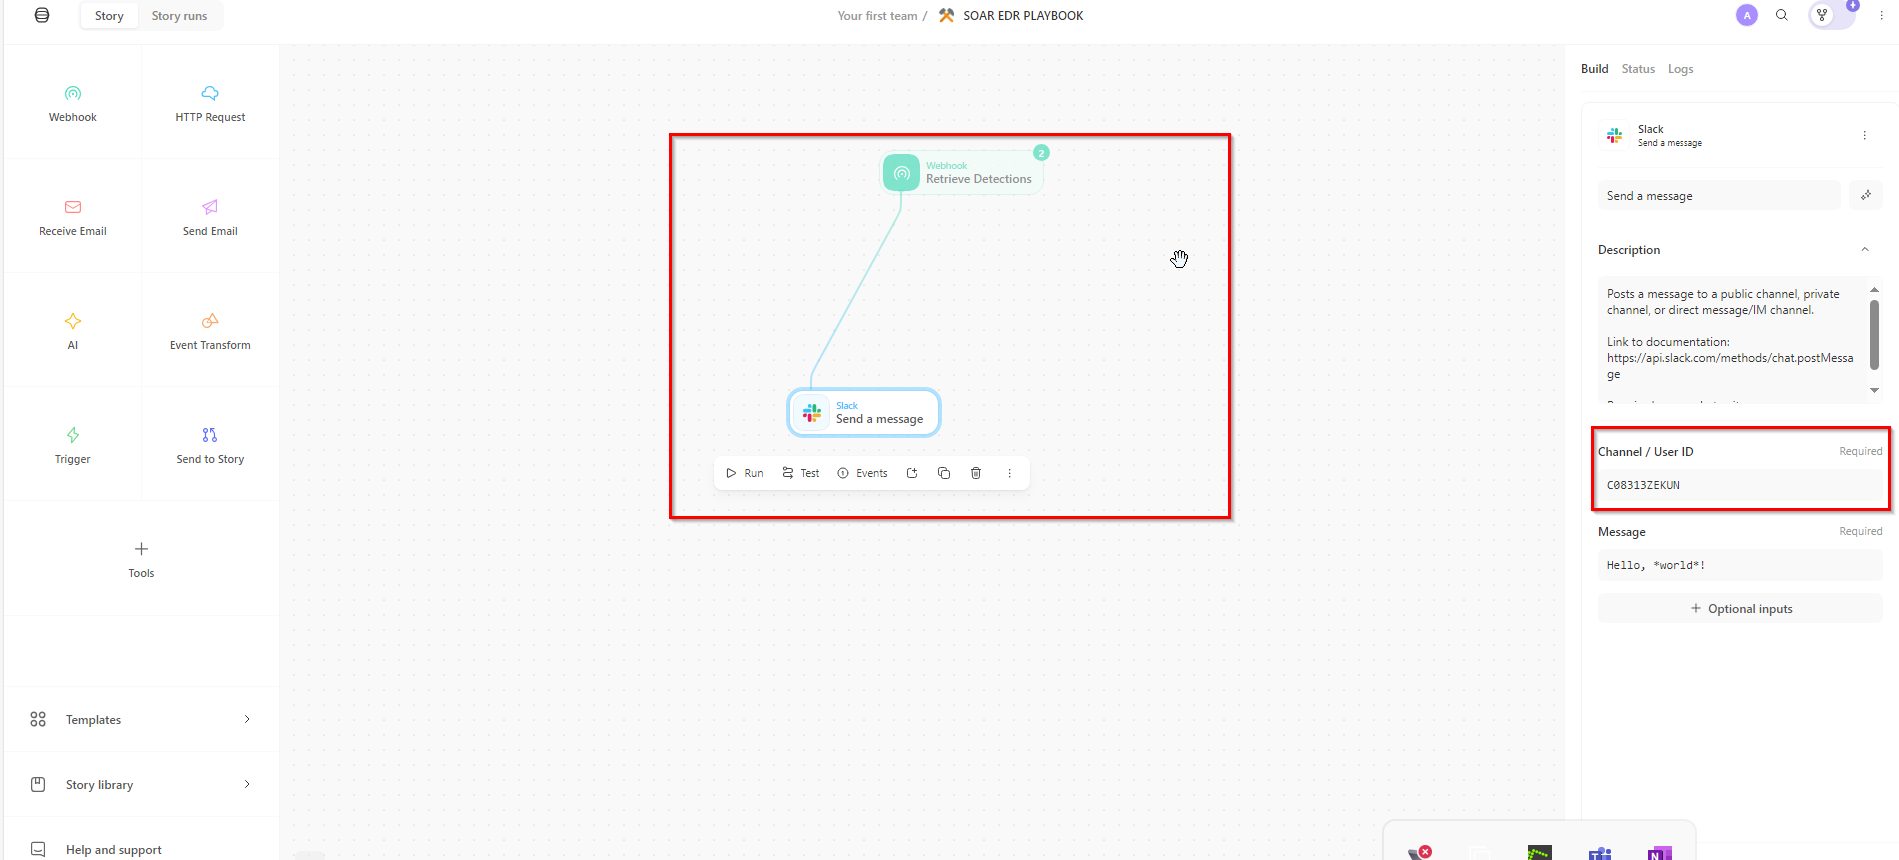 Story
Story runs
Your first team /
SOAR EDR PLAYBOOK
A
Webhook
HTTP Request
Receive Email
Send Email
AI
Event Transform
Trigger
Send to Story
Tools
Templates
Story library
Help and support
2
Webhook
Retrieve Detections
Slack
Send a message
Run
Test
Events
Build
Status
Logs
Slack
Send a message
Send a message
Description
Posts a message to a public channel, private
channel, or direct message/IM channel.
Link to documentation:
https://api.slack.com/methods/chat.postMessa
ge
Channel / User ID
Required
C08313ZEKUN
Message
Required
Hello, *world*!
Optional inputs